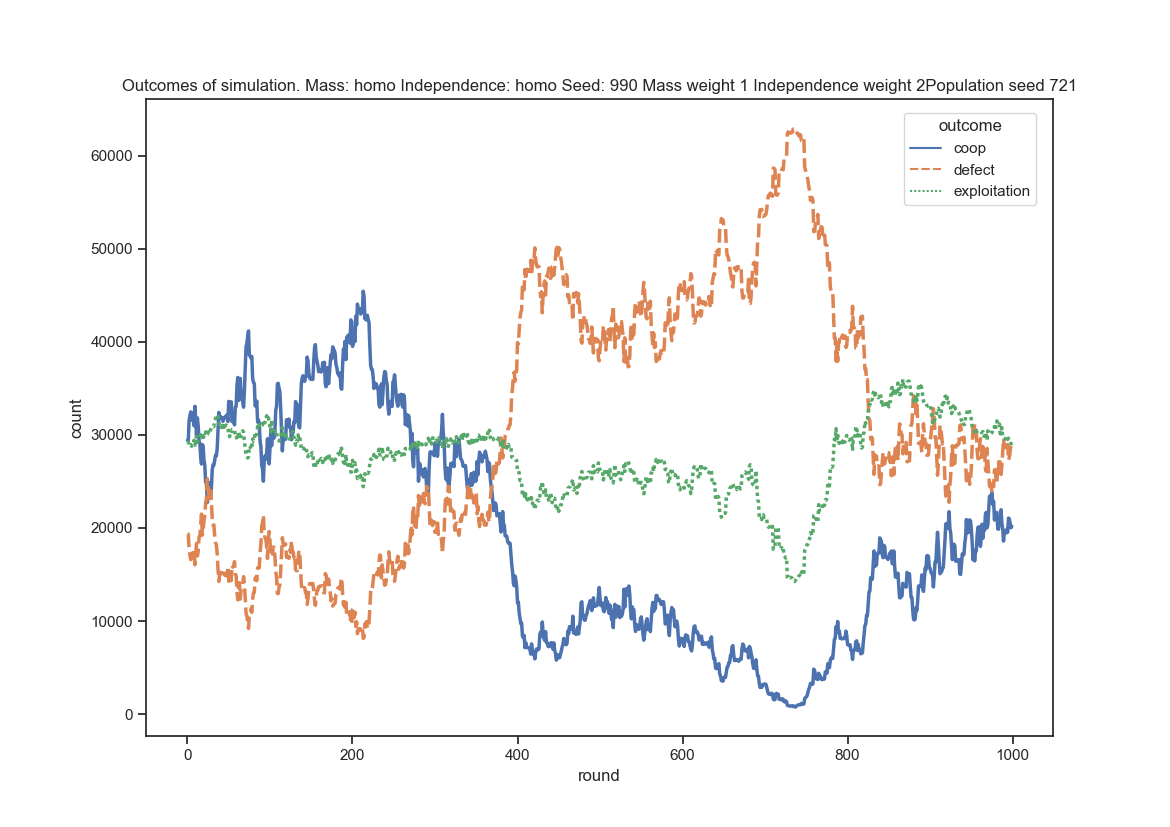 Outcomes of simulation. Mass: homo Independence: homo Seed: 990 Mass weight 1 Independence weight 2Population seed 721
outcome
coop
defect
exploitation
60000
50000
40000
30000
20000
10000
0
count
0 200 400 600 800 1000
round